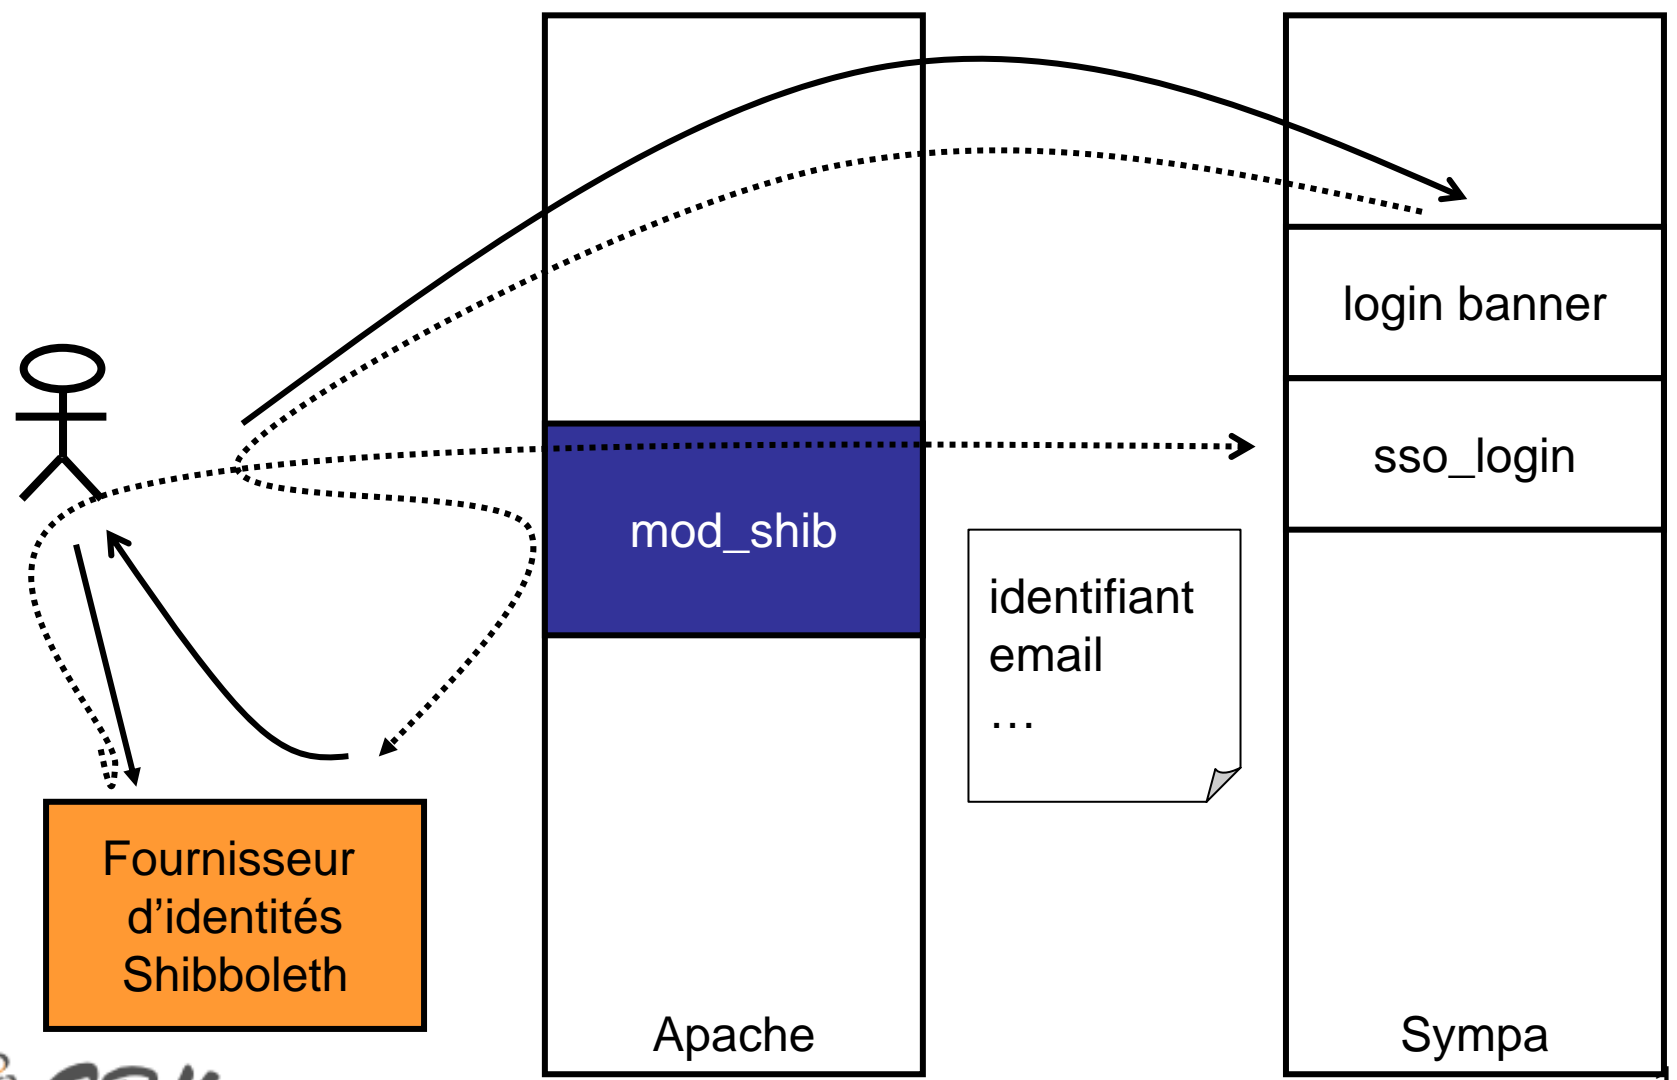 login banner
sso_login
mod_shib
identifiant
email
…
Fournisseur
d’identités
Shibboleth
Apache
Sympa